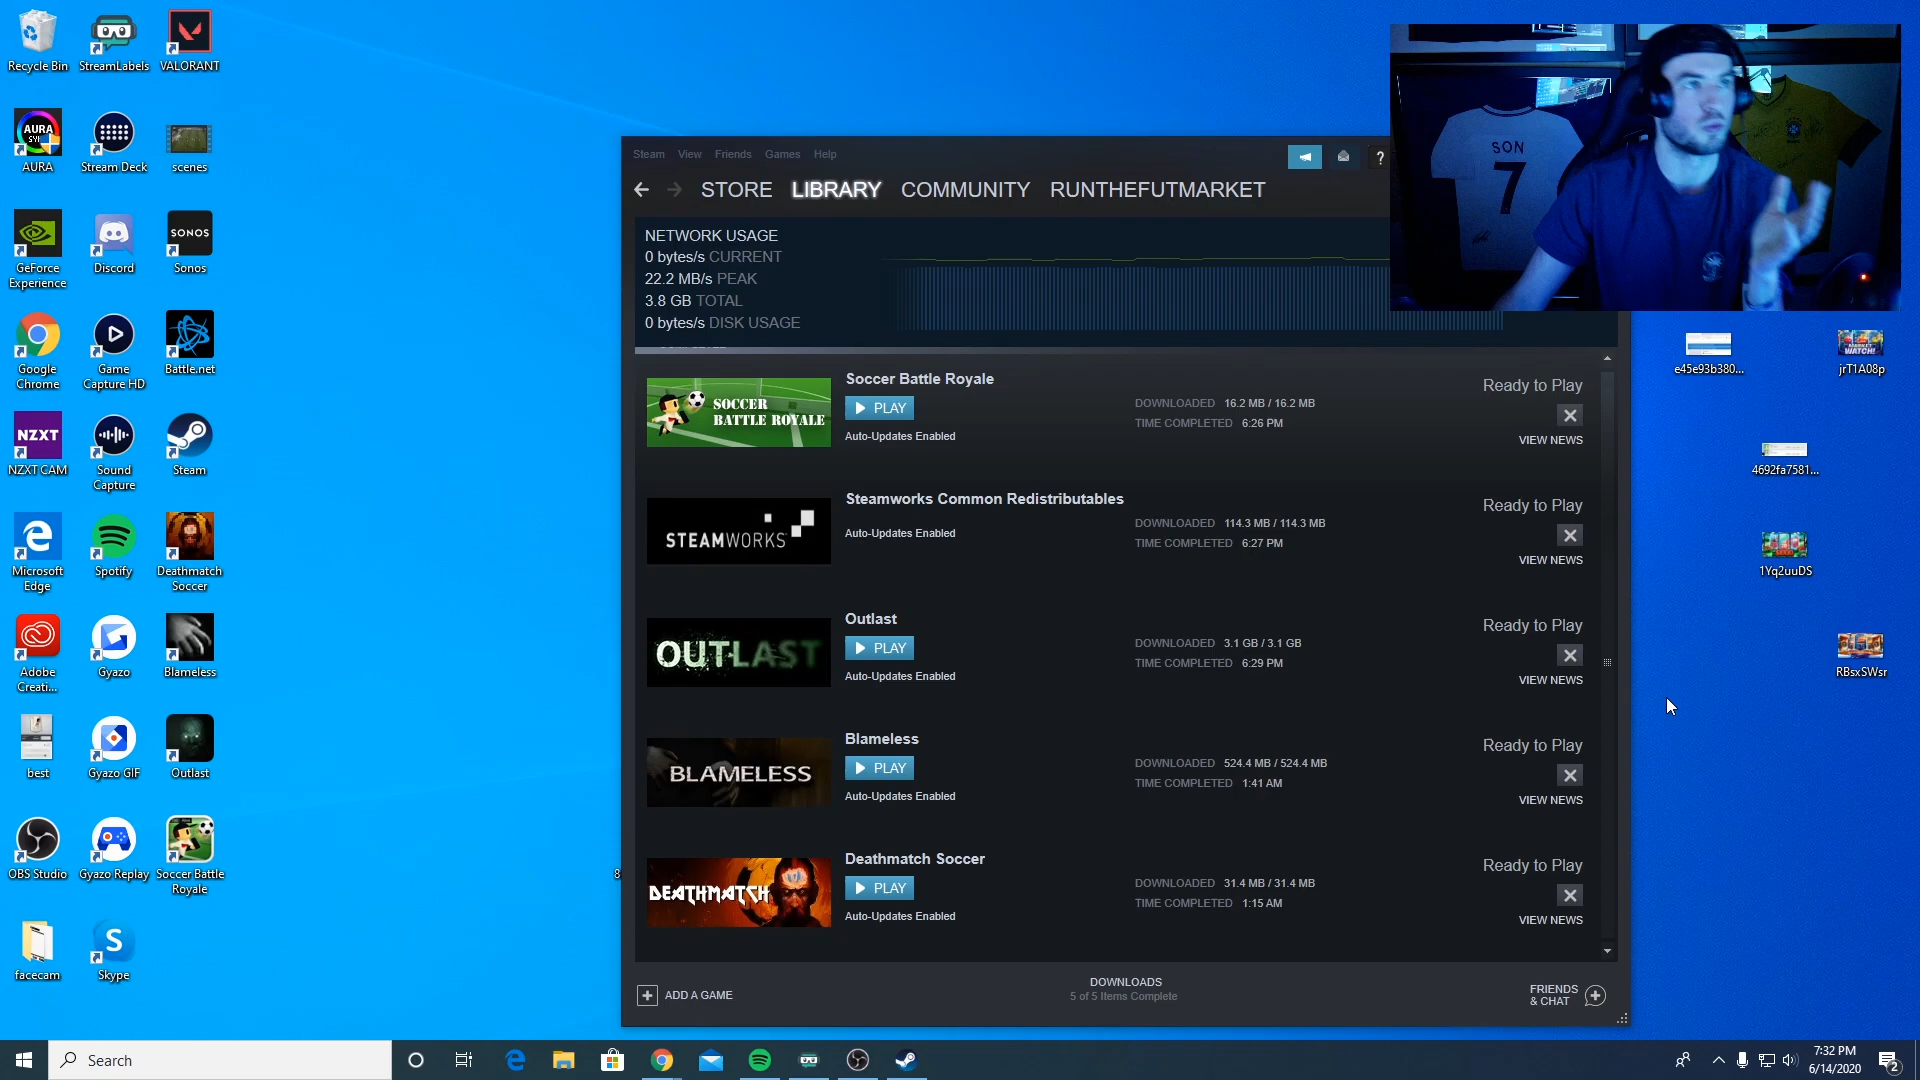 Recycle Bin
StreamLabels
VALORANT
AURA
SYNC
AURA
Stream Deck
scenes
GeForce
Experience
Discord
SONOS
Sonos
Google
Chrome
Game
Capture HD
Battle.net
NZXT
NZXT CAM
Sound
Capture
Steam
Microsoft
Edge
Spotify
Deathmatch
Soccer
Adobe
Creati...
Gyazo
Blameless
best
Gyazo GIF
Outlast
OBS Studio
Gyazo Replay
Soccer Battle
Royale
facecam
Skype
Steam View Friends Games Help
STORE LIBRARY COMMUNITY RUNTHEFUTMARKET
NETWORK USAGE
0 bytes/s CURRENT
22.2 MB/s PEAK
3.8 GB TOTAL
0 bytes/s DISK USAGE
SOCCER
BATTLE ROYALE
Soccer Battle Royale
PLAY
Auto-Updates Enabled
DOWNLOADED 16.2 MB / 16.2 MB
TIME COMPLETED 6:26 PM
Ready to Play
VIEW NEWS
STEAMWORKS
Steamworks Common Redistributables
Auto-Updates Enabled
DOWNLOADED 114.3 MB / 114.3 MB
TIME COMPLETED 6:27 PM
Ready to Play
VIEW NEWS
OUTLAST
Outlast
PLAY
Auto-Updates Enabled
DOWNLOADED 3.1 GB / 3.1 GB
TIME COMPLETED 6:29 PM
Ready to Play
VIEW NEWS
BLAMELESS
Blameless
PLAY
Auto-Updates Enabled
DOWNLOADED 524.4 MB / 524.4 MB
TIME COMPLETED 1:41 AM
Ready to Play
VIEW NEWS
DEATHMATCH
Deathmatch Soccer
PLAY
Auto-Updates Enabled
DOWNLOADED 31.4 MB / 31.4 MB
TIME COMPLETED 1:15 AM
Ready to Play
VIEW NEWS
ADD A GAME
DOWNLOADS
5 of 5 Items Complete
FRIENDS
& CHAT
8
SON
7
e45e93b380...
MARKET
WATCH!
jrT1A08p
4692fa7581...
1Yq2uuDS
RBsxSWsr
Search
7:32 PM
6/14/2020
2